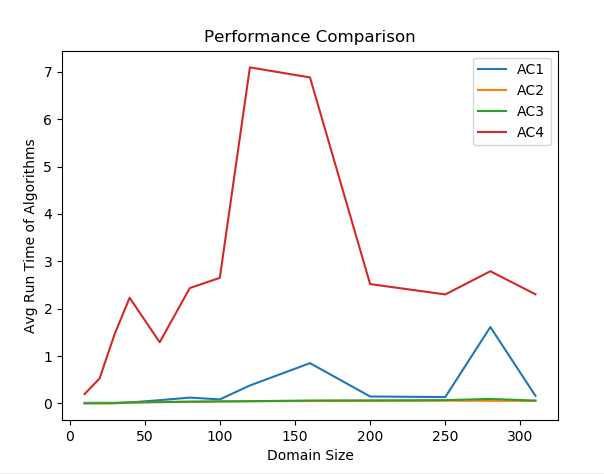 Performance Comparison
AC1
AC2
AC3
AC4
7
6
5
4
3
2
1
0
Avg Run Time of Algorithms
0 50 100 150 200 250 300
Domain Size